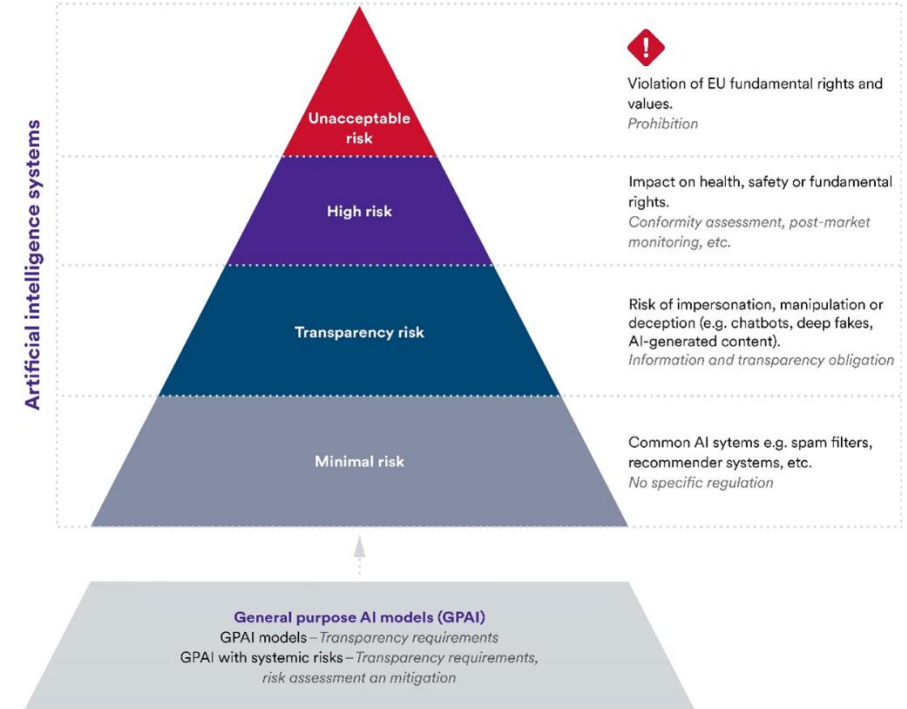 Artificial intelligence systems
Unacceptable
risk
Violation of EU fundamental rights and
values.
Prohibition
High risk
Impact on health, safety or fundamental
rights.
Conformity assessment, post-market
monitoring, etc.
Transparency risk
Risk of impersonation, manipulation or
deception (e.g. chatbots, deep fakes,
AI-generated content).
Information and transparency obligation
Minimal risk
Common AI sytems e.g. spam filters,
recommender systems, etc.
No specific regulation
General purpose AI models (GPAI)
GPAI models – Transparency requirements
GPAI with systemic risks – Transparency requirements,
risk assessment an mitigation